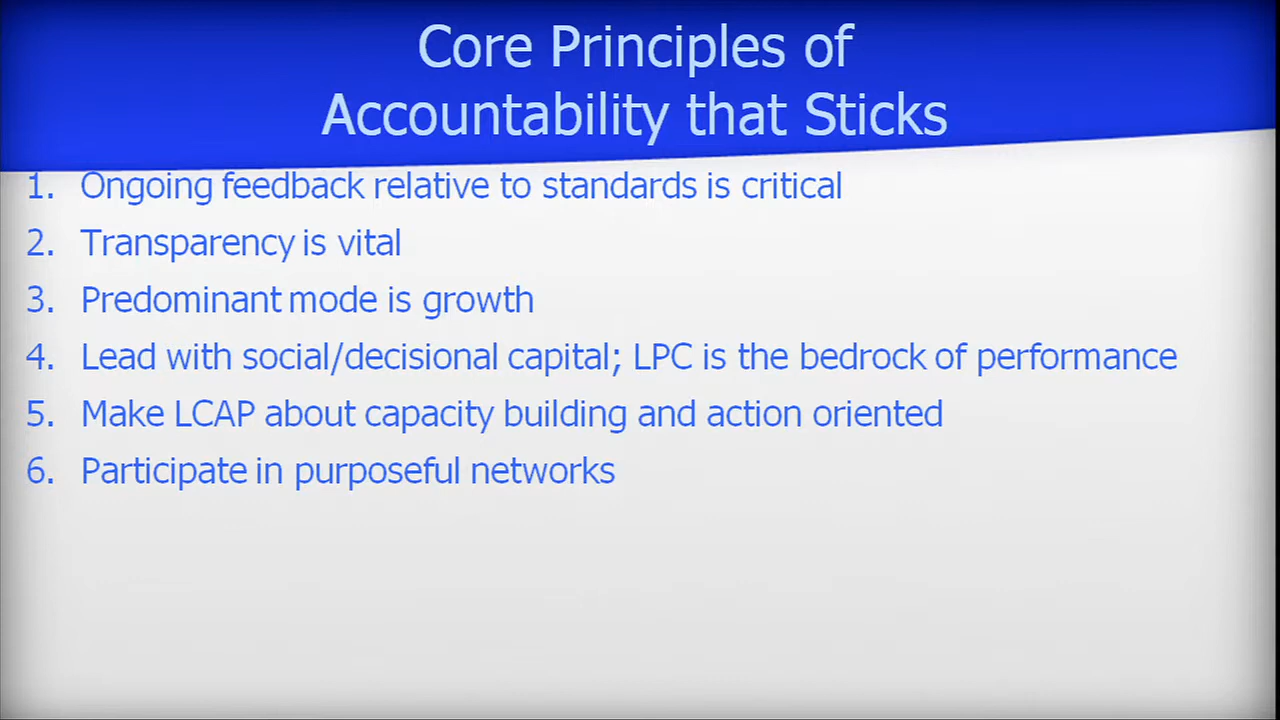 Core Principles of
Accountability that Sticks
1. Ongoing feedback relative to standards is critical
2. Transparency is vital
3. Predominant mode is growth
4. Lead with social/decisional capital; LPC is the bedrock of performance
5. Make LCAP about capacity building and action oriented
6. Participate in purposeful networks